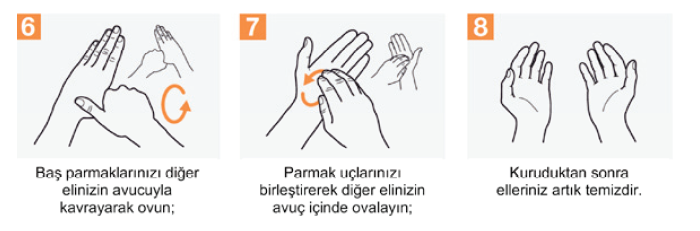 6
Baş parmaklarınızı diğer
elinizin avucuyla
kavrayarak ovun;
7
Parmak uçlarınızı
birleştirerek diğer elinizin
avuç içinde ovalayın;
8
Kuruduktan sonra
elleriniz artık temizdir.